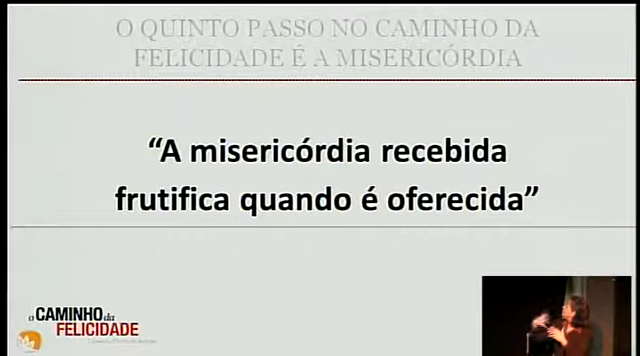 O QUINTO PASSO NO CAMINHO DA
FELICIDADE É A MISERICÓRDIA
“A misericórdia recebida
frutifica quando é oferecida”
o CAMINHO da
FELICIDADE